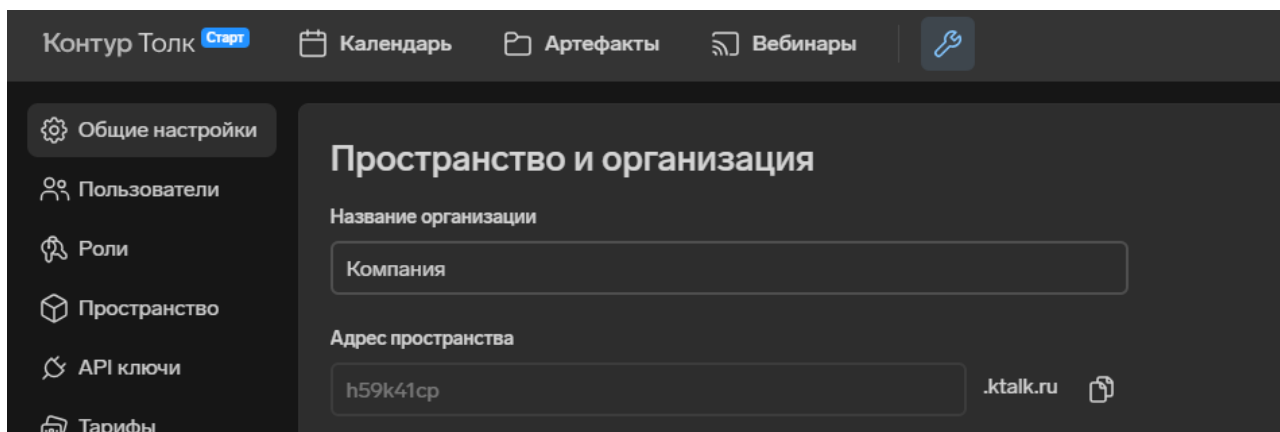 Контур Толк Старт Календарь Артефакты Вебинары
Общие настройки
Пользователи
Роли
Пространство
API ключи
Тарифы
Пространство и организация
Название организации
Компания
Адрес пространства
h59k41cp .ktalk.ru